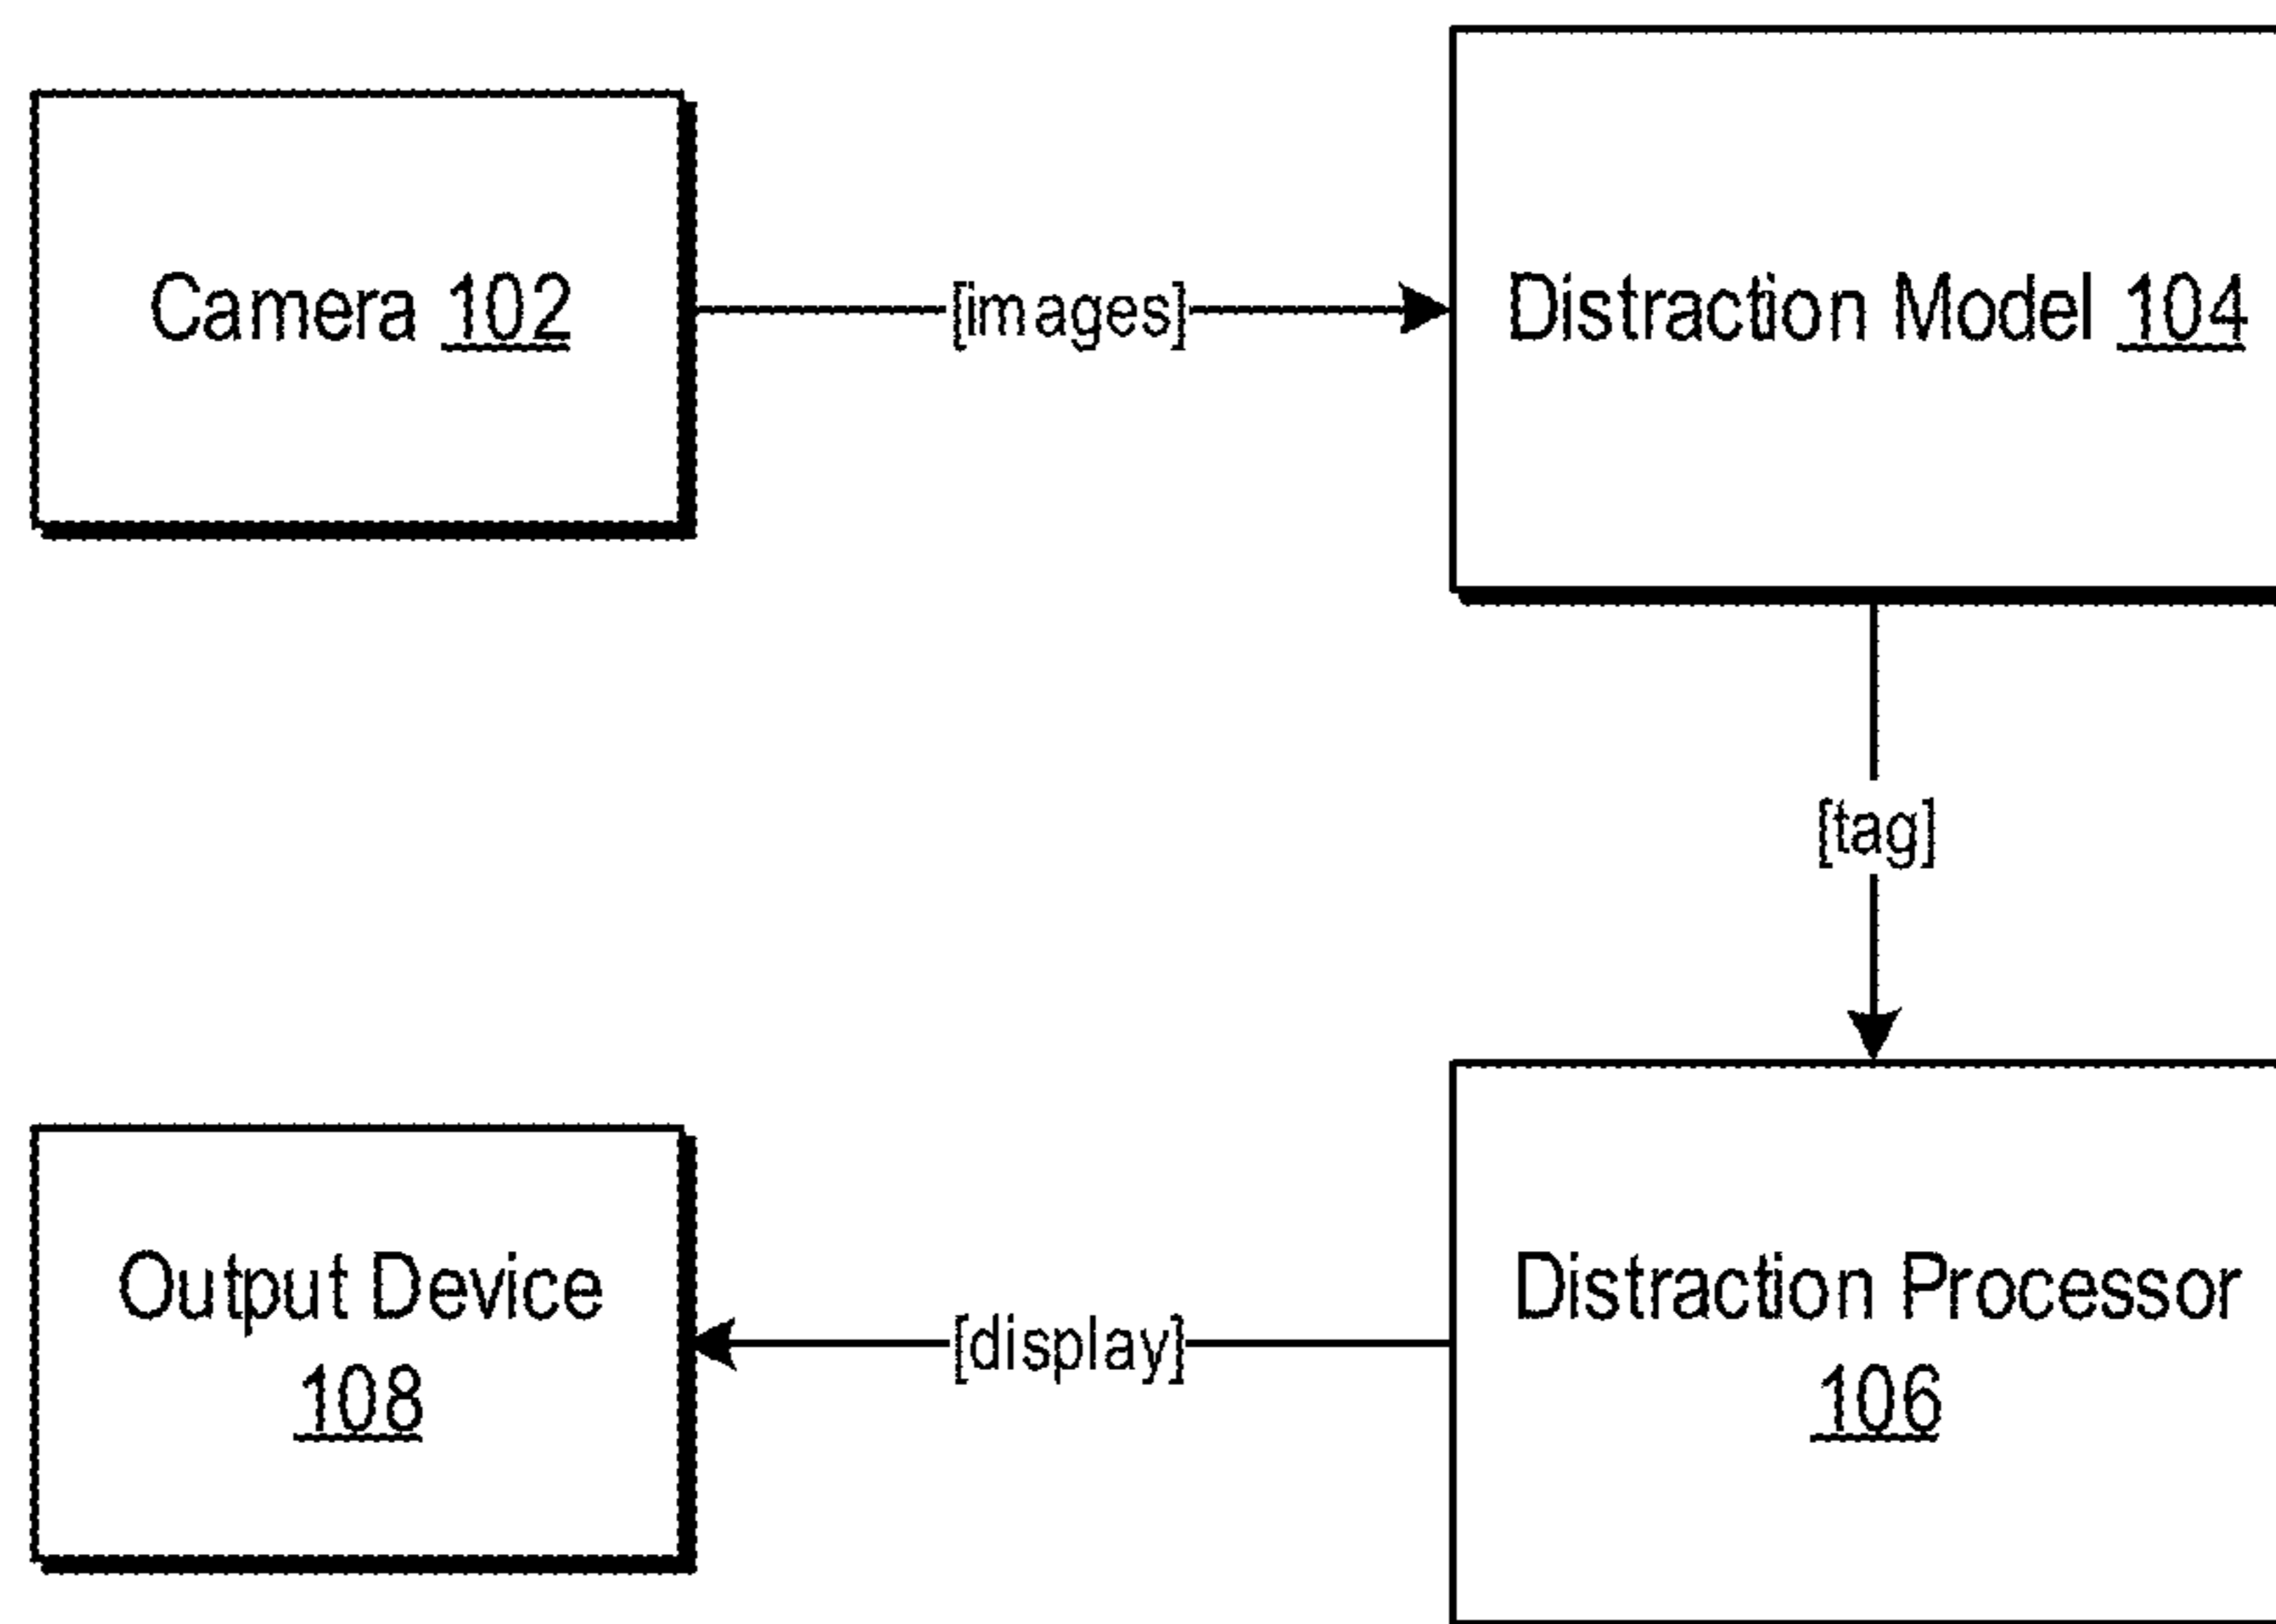 Camera 102
[images]
Distraction Model 104
[tag]
Output Device
108
[display]
Distraction Processor
106